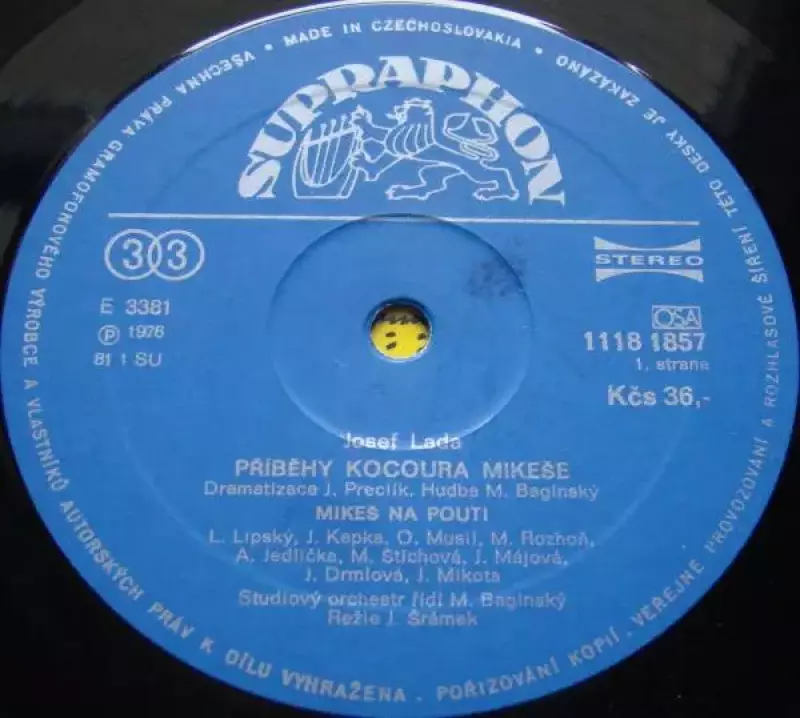 VŠECHNA PRÁVA GRAMOFONOVÉHO VÝROBCE A VLASTNÍKŮ AUTORSKÝCH PRÁV K DÍLU VYHRAŽENA . POŘIZOVÁNÍ KOPIÍ, VEŘEJNÉ PROVOZOVÁNÍ A ROZHLASOVÉ ŠÍŘENÍ TÉTO DESKY JE ZAKÁZÁNO
• MADE IN CZECHOSLOVAKIA •
SUPRAPHON
33
STEREO
E 3381
Ⓟ 1976
81 1 SU
OSA
1118 1857
1. strana
Kčs 36,-
Josef Lada
PŘÍBĚHY KOCOURA MIKEŠE
Dramatizace J. Preclík. Hudba M. Baginský
MIKEŠ NA POUTI
L. Lipský, J. Kepka, O. Musil, M. Rozhoň,
A. Jedlička, M. Štichová, J. Májová,
J. Drmlová, J. Mikota
Studiový orchestr řídí M. Baginský
Režie J. Šrámek